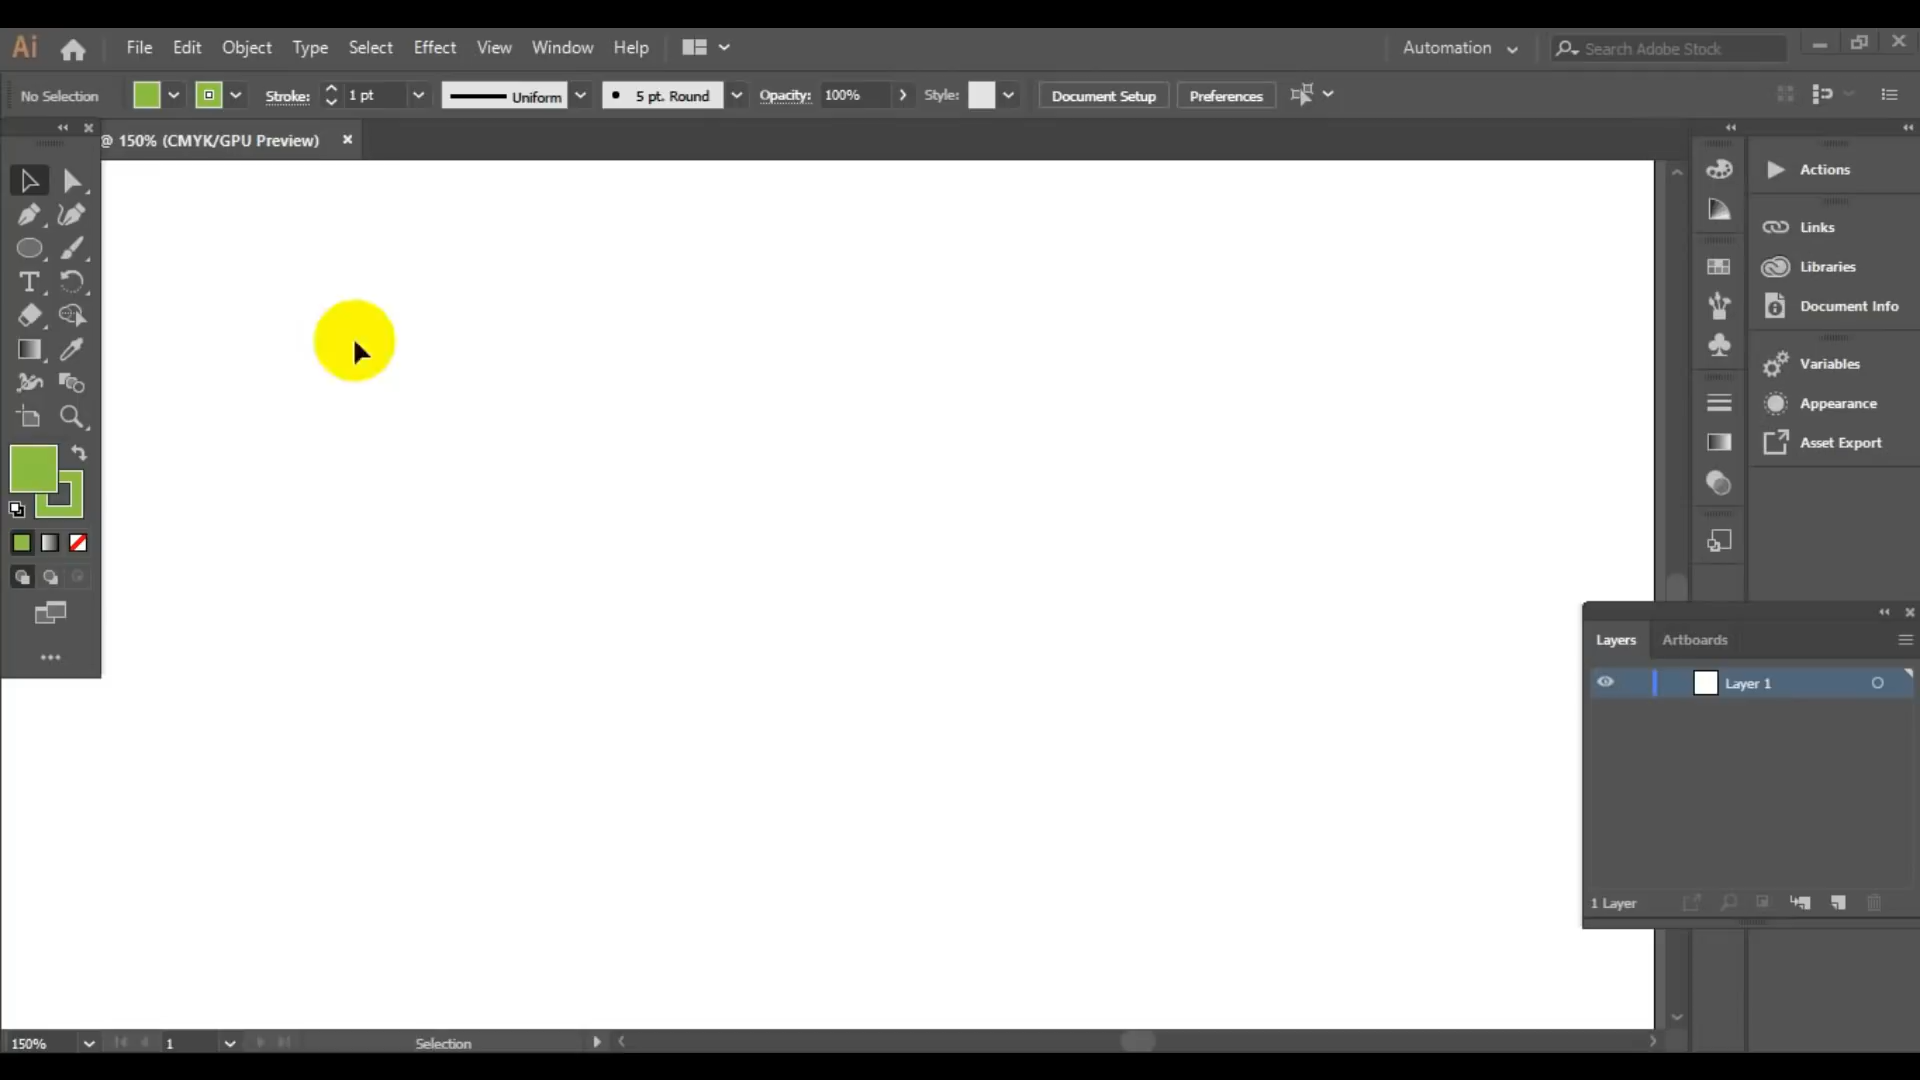 Ai File Edit Object Type Select Effect View Window Help Automation Search Adobe Stock
No Selection Stroke: 1 pt Uniform 5 pt. Round Opacity: 100% Style: Document Setup Preferences
@ 150% (CMYK/GPU Preview)
Actions
Links
Libraries
Document Info
Variables
Appearance
Asset Export
Layers Artboards
Layer 1
1 Layer
150% 1 Selection